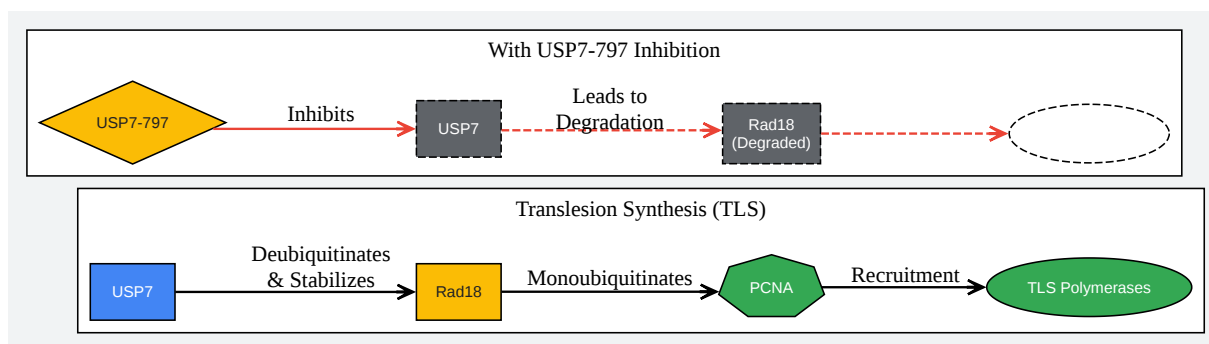 With USP7-797 Inhibition
USP7-797
Inhibits
USP7
Leads to
Degradation
Rad18
(Degraded)
Translesion Synthesis (TLS)
USP7
Deubiquitinates
& Stabilizes
Rad18
Monoubiquitinates
PCNA
Recruitment
TLS Polymerases